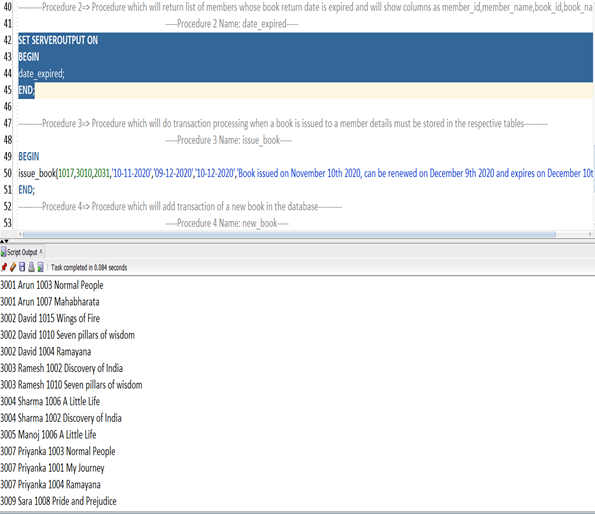 40 ----------Procedure 2=> Procedure which will return list of members whose book return date is expired and will show columns as member_id,member_name,book_id,book_na
41 -----Procedure 2 Name: date_expired-----
42 SET SERVEROUTPUT ON
43 BEGIN
44 date_expired;
45 END;
46
47 ----------Procedure 3=> Procedure which will do transaction processing when a book is issued to a member details must be stored in the respective tables----------
48 -----Procedure 3 Name: issue_book-----
49 BEGIN
50 issue_book(1017,3010,2031,'10-11-2020','09-12-2020','10-12-2020','Book issued on November 10th 2020, can be renewed on December 9th 2020 and expires on December 10t
51 END;
52 ----------Procedure 4=> Procedure which will add transaction of a new book in the database----------
53 -----Procedure 4 Name: new_book-----
Script Output x
Task completed in 0.084 seconds
3001 Arun 1003 Normal People
3001 Arun 1007 Mahabharata
3002 David 1015 Wings of Fire
3002 David 1010 Seven pillars of wisdom
3002 David 1004 Ramayana
3003 Ramesh 1002 Discovery of India
3003 Ramesh 1010 Seven pillars of wisdom
3004 Sharma 1006 A Little Life
3004 Sharma 1002 Discovery of India
3005 Manoj 1006 A Little Life
3007 Priyanka 1003 Normal People
3007 Priyanka 1001 My Journey
3007 Priyanka 1004 Ramayana
3009 Sara 1008 Pride and Prejudice